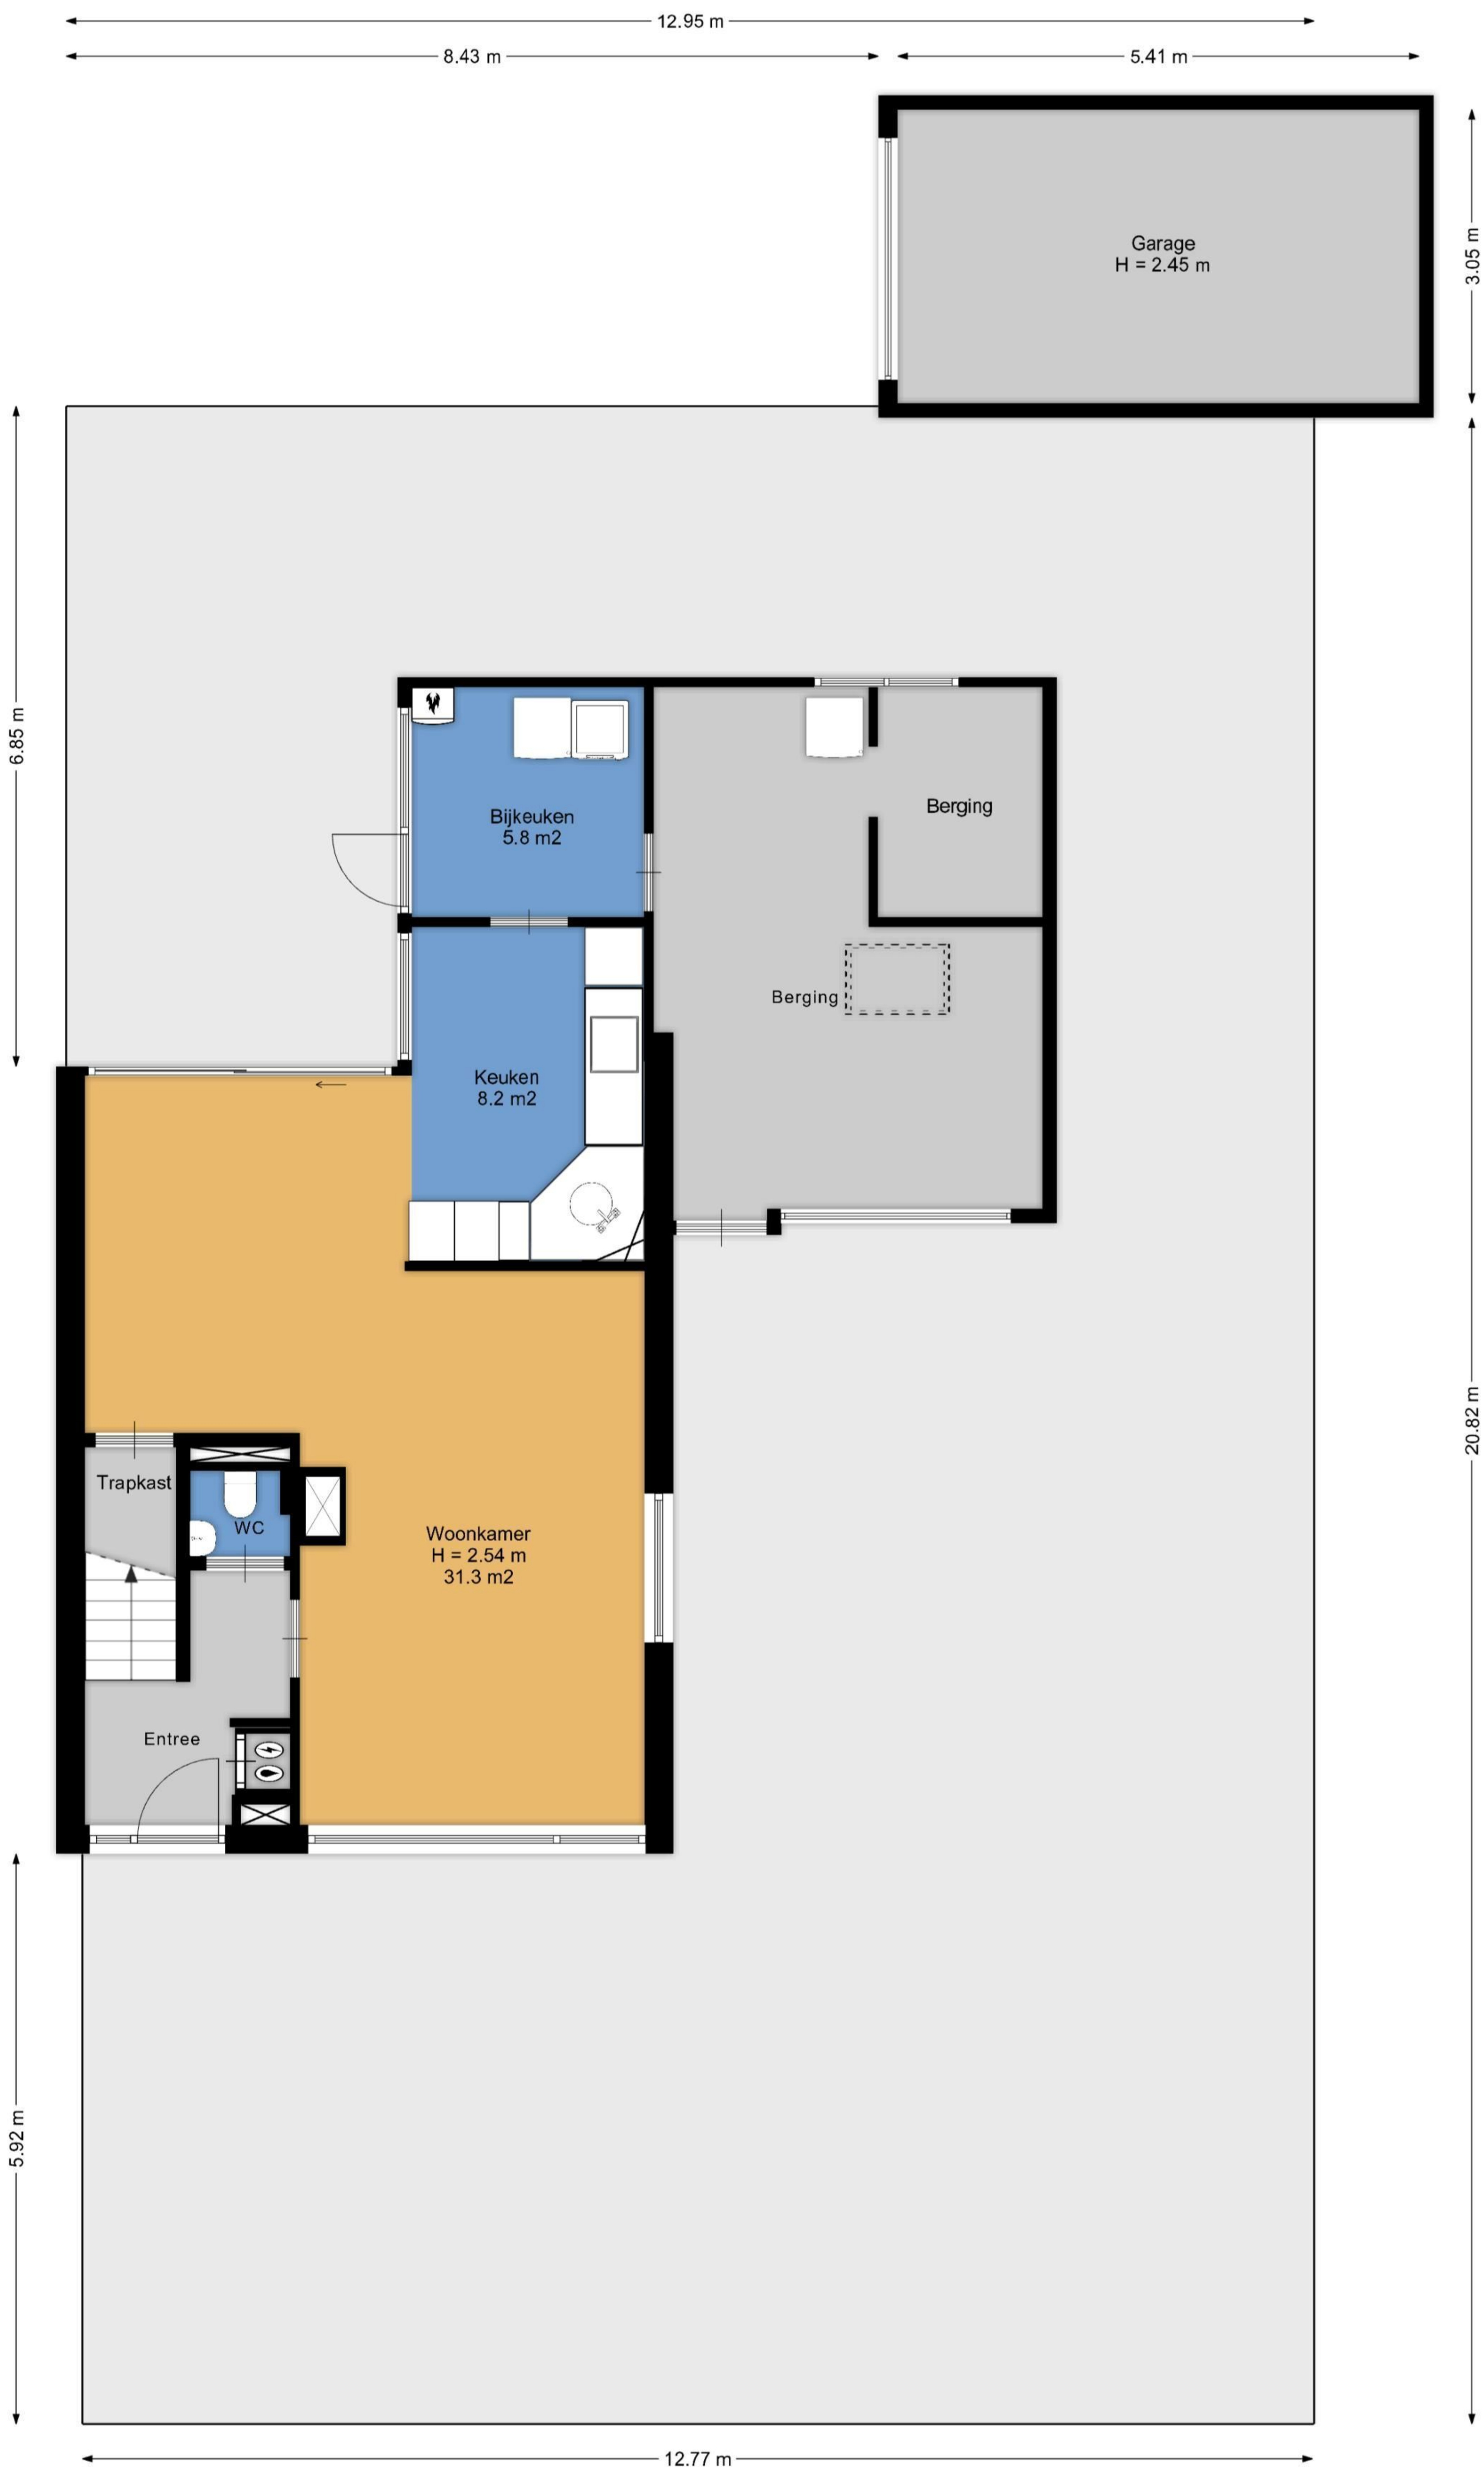 12.95 m
8.43 m
5.41 m
Garage
H = 2.45 m
3.05 m
6.85 m
Bijkeuken
5.8 m2
Berging
Berging
Keuken
8.2 m2
20.82 m
Trapkast
WC
Woonkamer
H = 2.54 m
31.3 m2
Entree
5.92 m
12.77 m